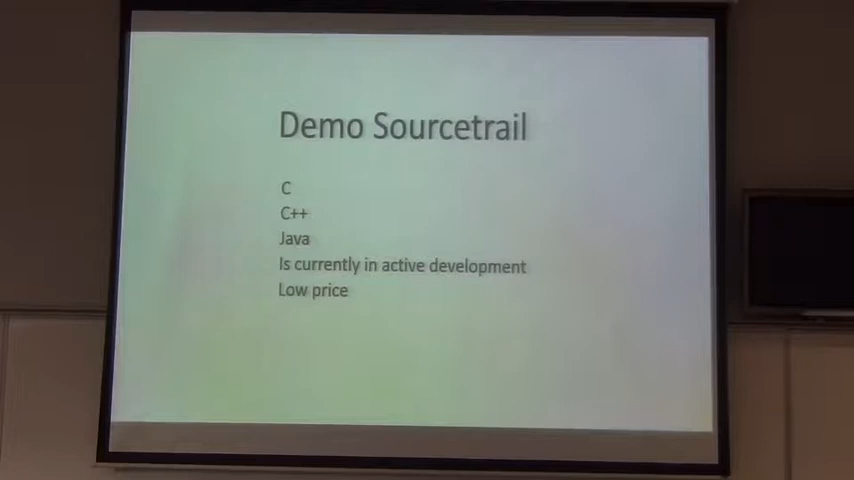 Demo Sourcetrail
C
C++
Java
Is currently in active development
Low price